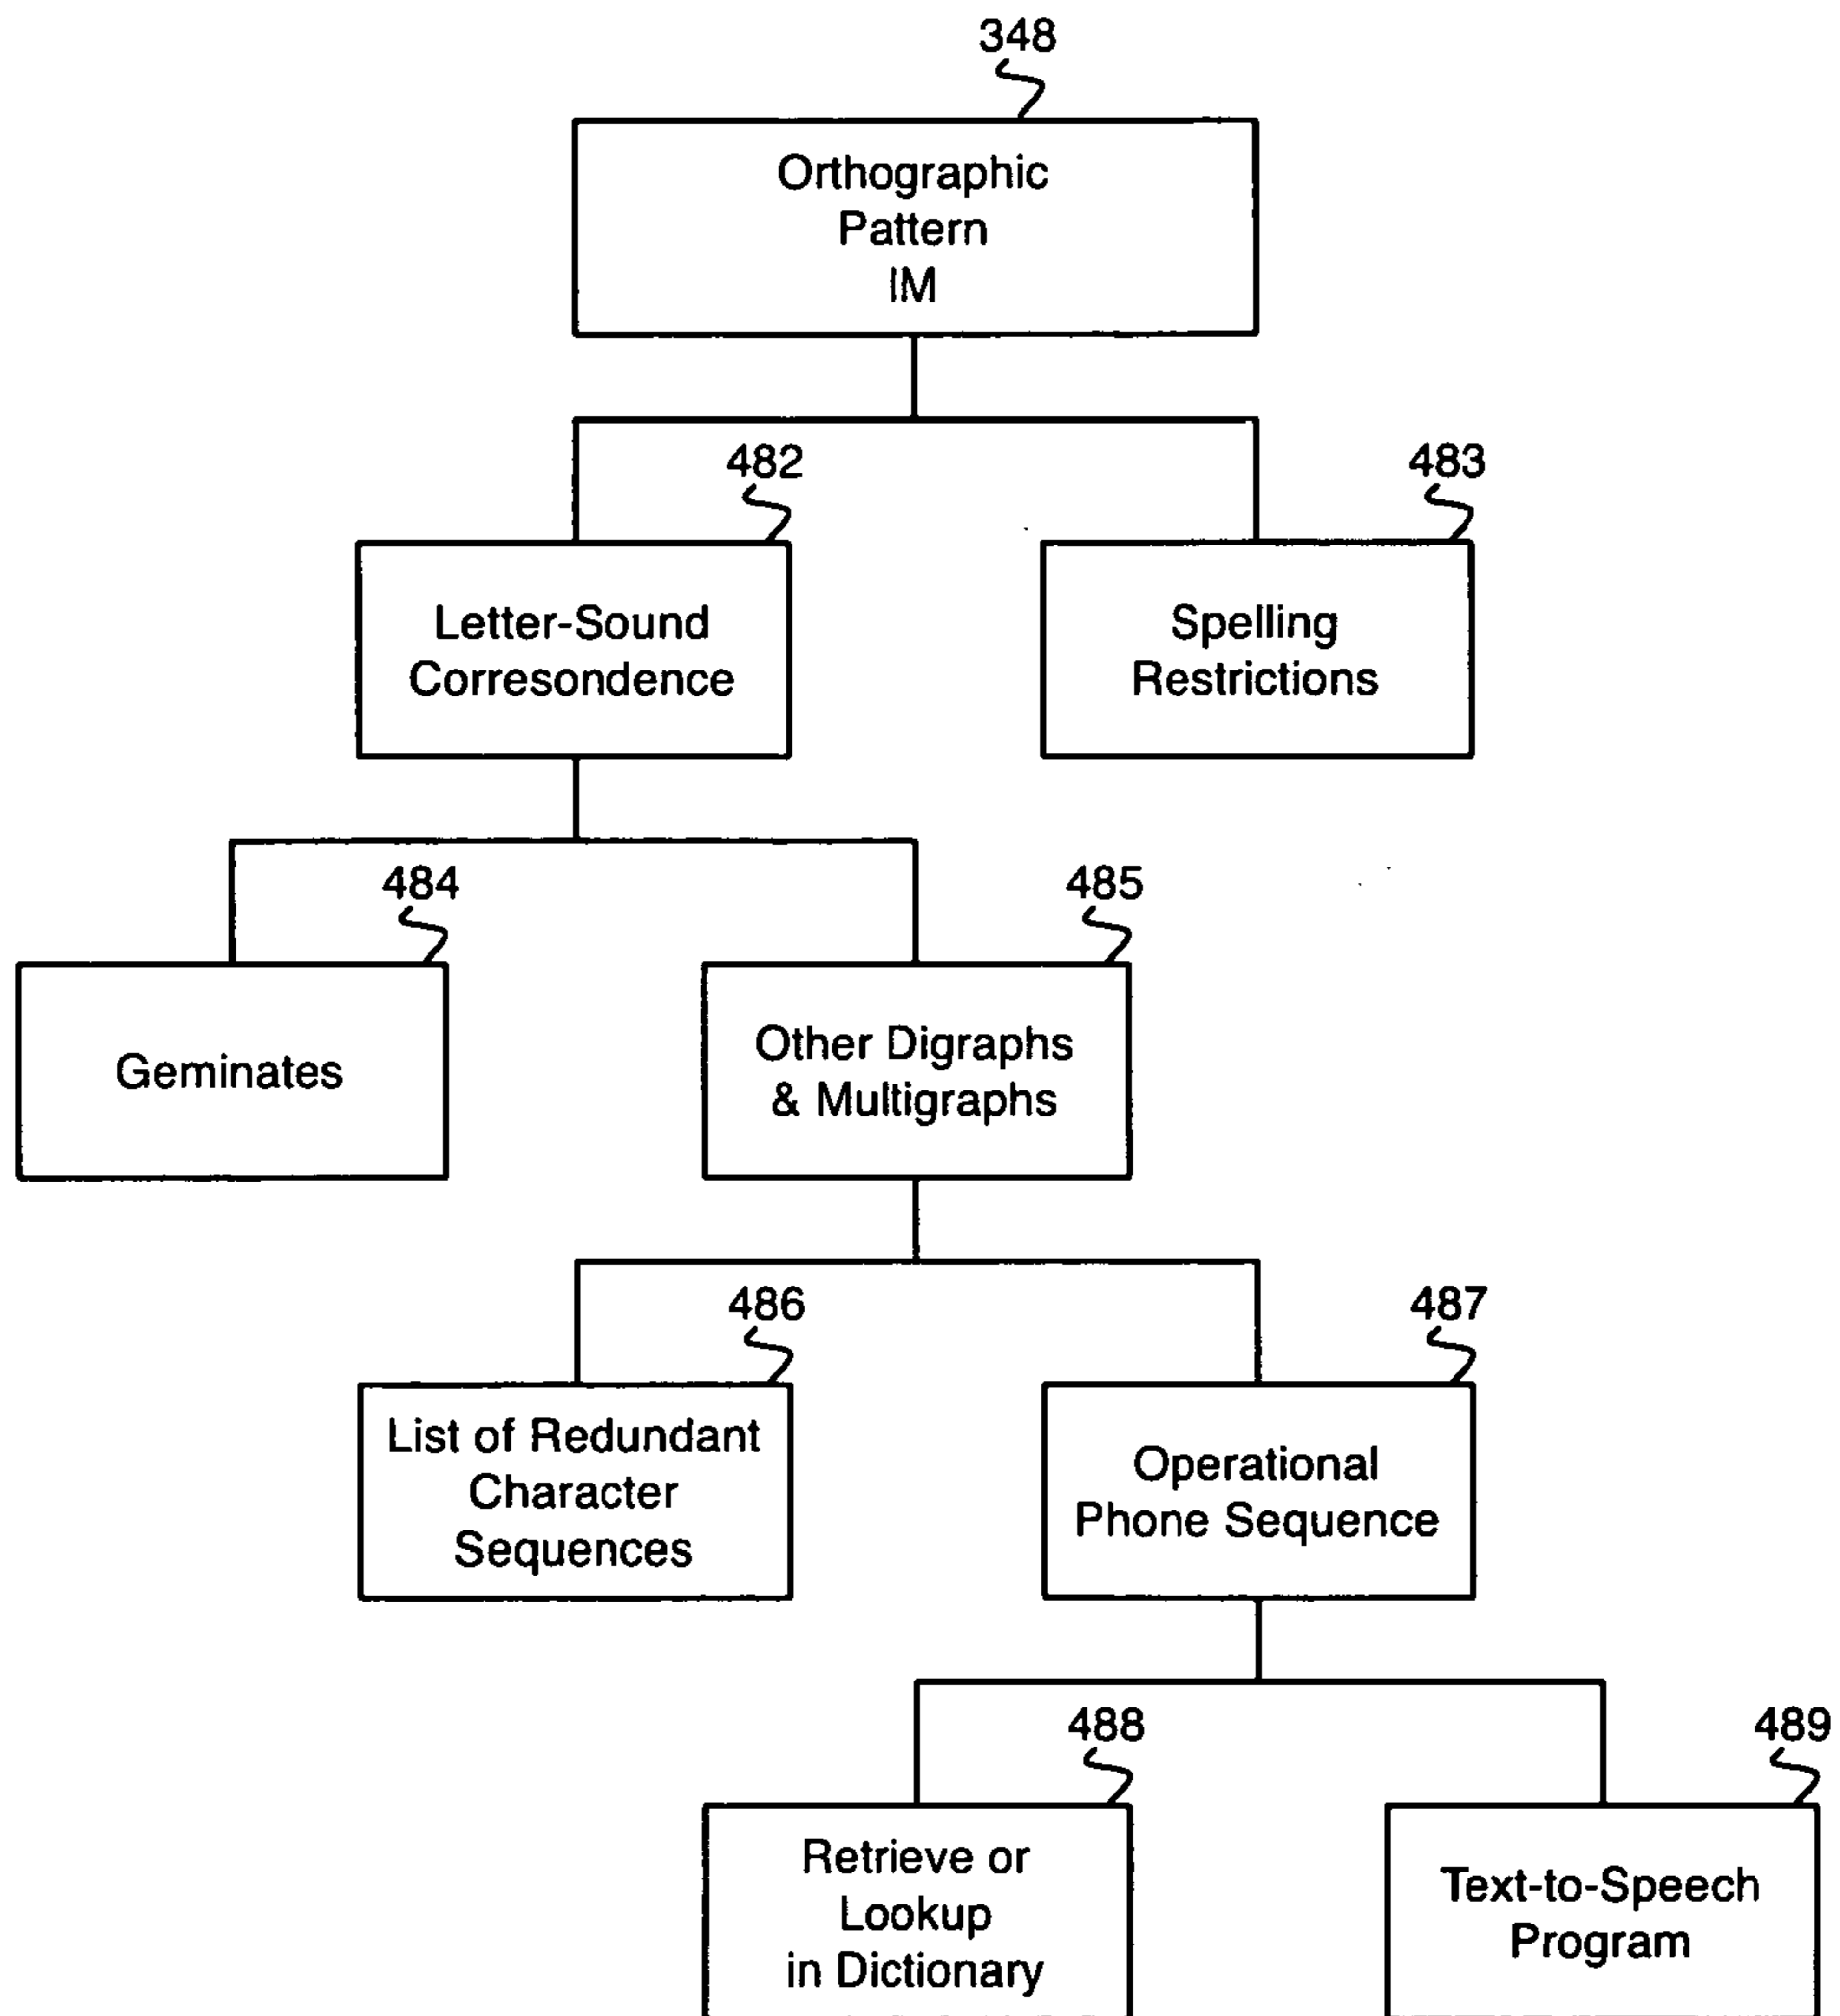 348
Orthographic
Pattern
IM
482
483
Letter-Sound
Corresondence
Spelling
Restrictions
484
485
Geminates
Other Digraphs
& Multigraphs
486
487
List of Redundant
Character
Sequences
Operational
Phone Sequence
488
489
Retrieve or
Lookup
in Dictionary
Text-to-Speech
Program